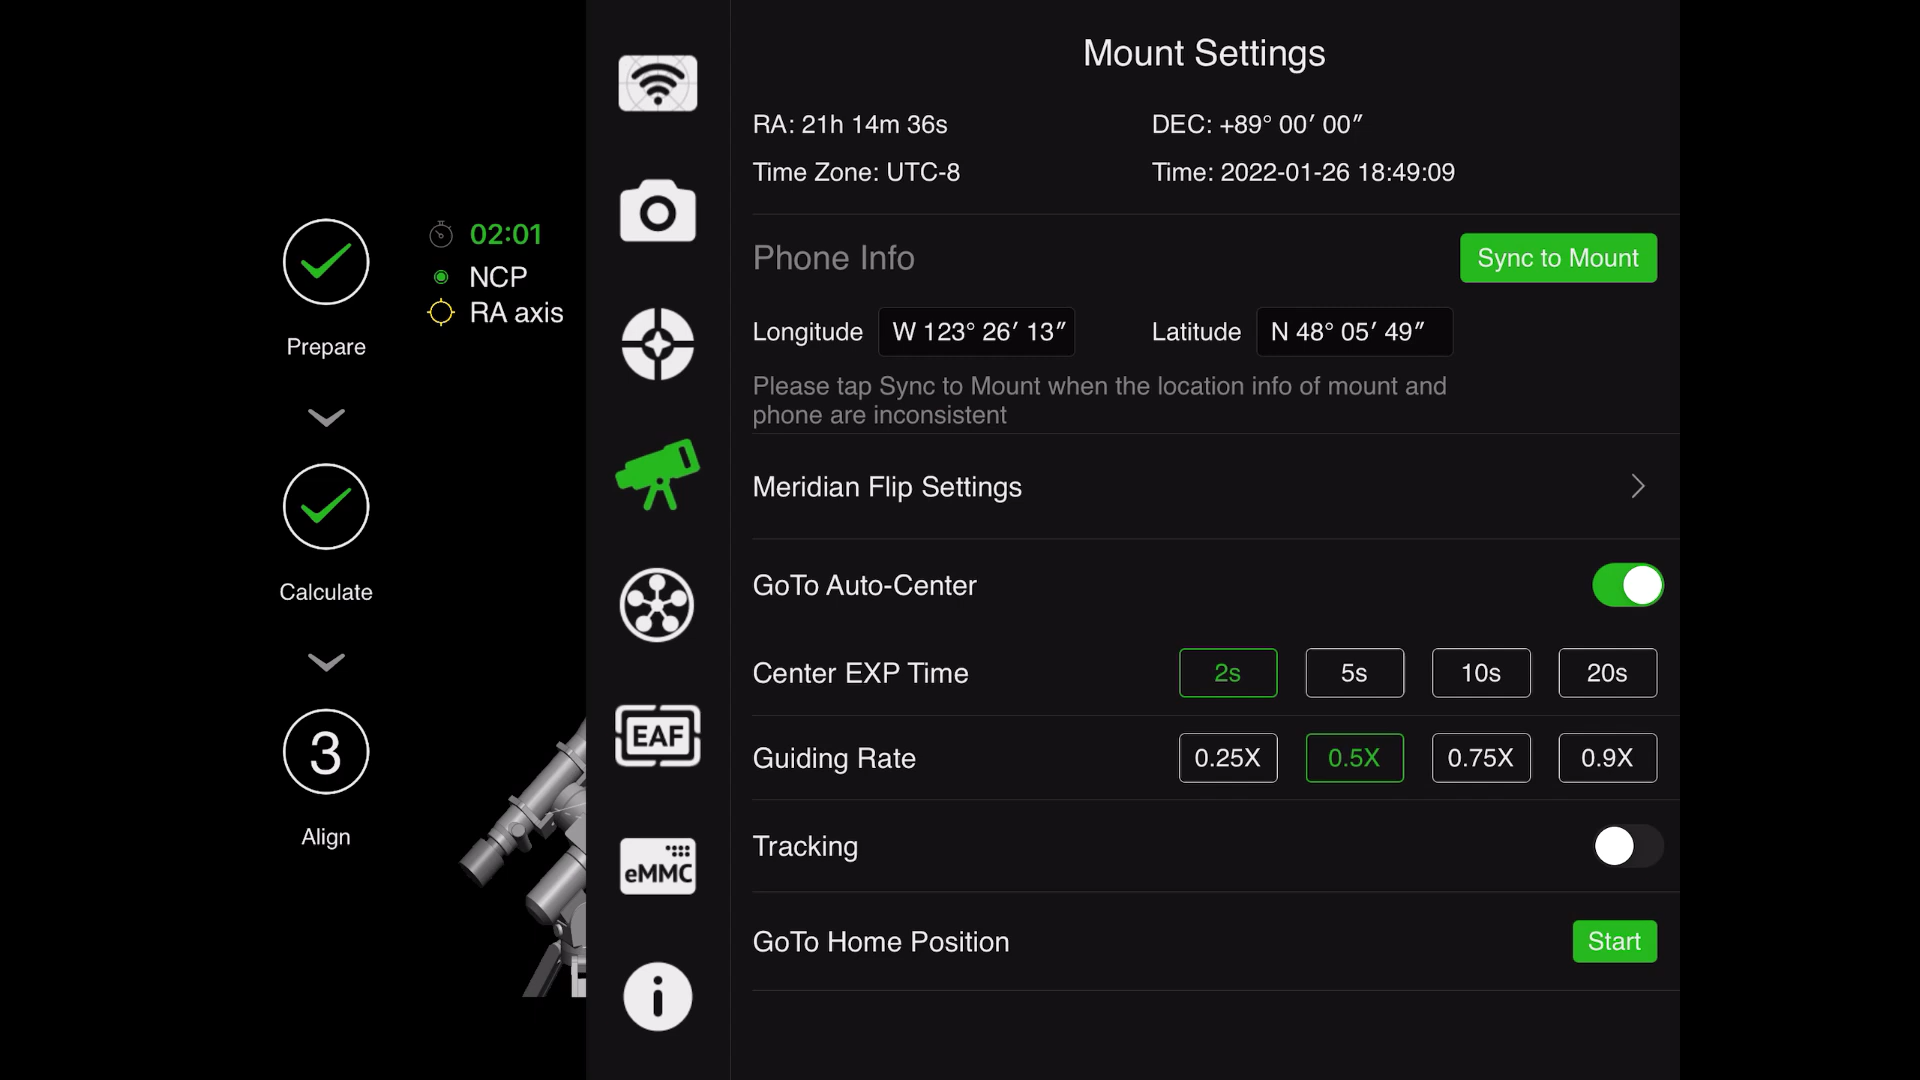 Mount Settings
RA: 21h 14m 36s
DEC: +89° 00′ 00″
Time Zone: UTC-8
Time: 2022-01-26 18:49:09
Phone Info
Sync to Mount
Longitude
W 123° 26′ 13″
Latitude
N 48° 05′ 49″
Please tap Sync to Mount when the location info of mount and
phone are inconsistent
Meridian Flip Settings
GoTo Auto-Center
Center EXP Time
2s
5s
10s
20s
Guiding Rate
0.25X
0.5X
0.75X
0.9X
Tracking
GoTo Home Position
Start
02:01
NCP
RA axis
Prepare
Calculate
3
Align
EAF
eMMC
i